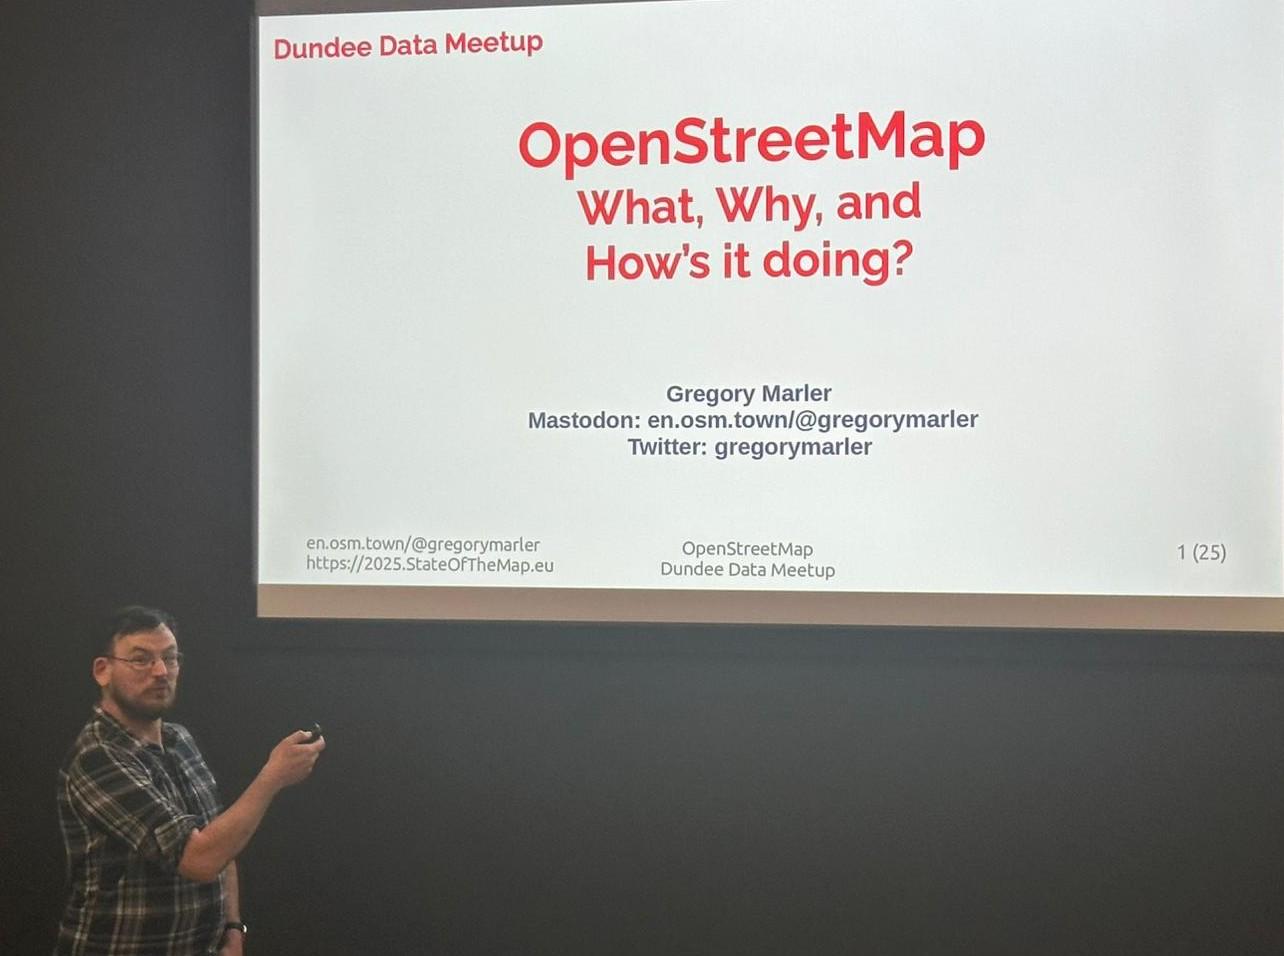 Dundee Data Meetup
OpenStreetMap
What, Why, and
How's it doing?
Gregory Marler
Mastodon: en.osm.town/@gregorymarler
Twitter: gregorymarler
en.osm.town/@gregorymarler
https://2025.StateOfTheMap.eu
OpenStreetMap
Dundee Data Meetup
1 (25)